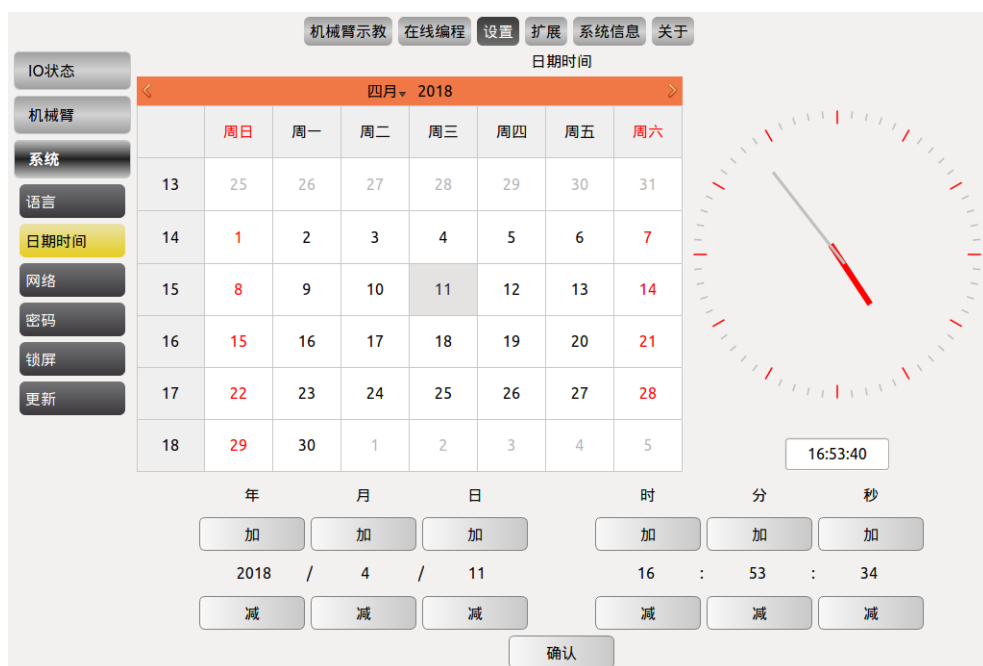 机械臂示教 在线编程 设置 扩展 系统信息 关于
日期时间
IO状态
机械臂
系统
语言
日期时间
网络
密码
锁屏
更新
四月 2018
周日 周一 周二 周三 周四 周五 周六
13 25 26 27 28 29 30 31
14 1 2 3 4 5 6 7
15 8 9 10 11 12 13 14
16 15 16 17 18 19 20 21
17 22 23 24 25 26 27 28
18 29 30 1 2 3 4 5
16:53:40
年 月 日 时 分 秒
加 加 加 加 加 加
2018 / 4 / 11 16 : 53 : 34
减 减 减 减 减 减
确认